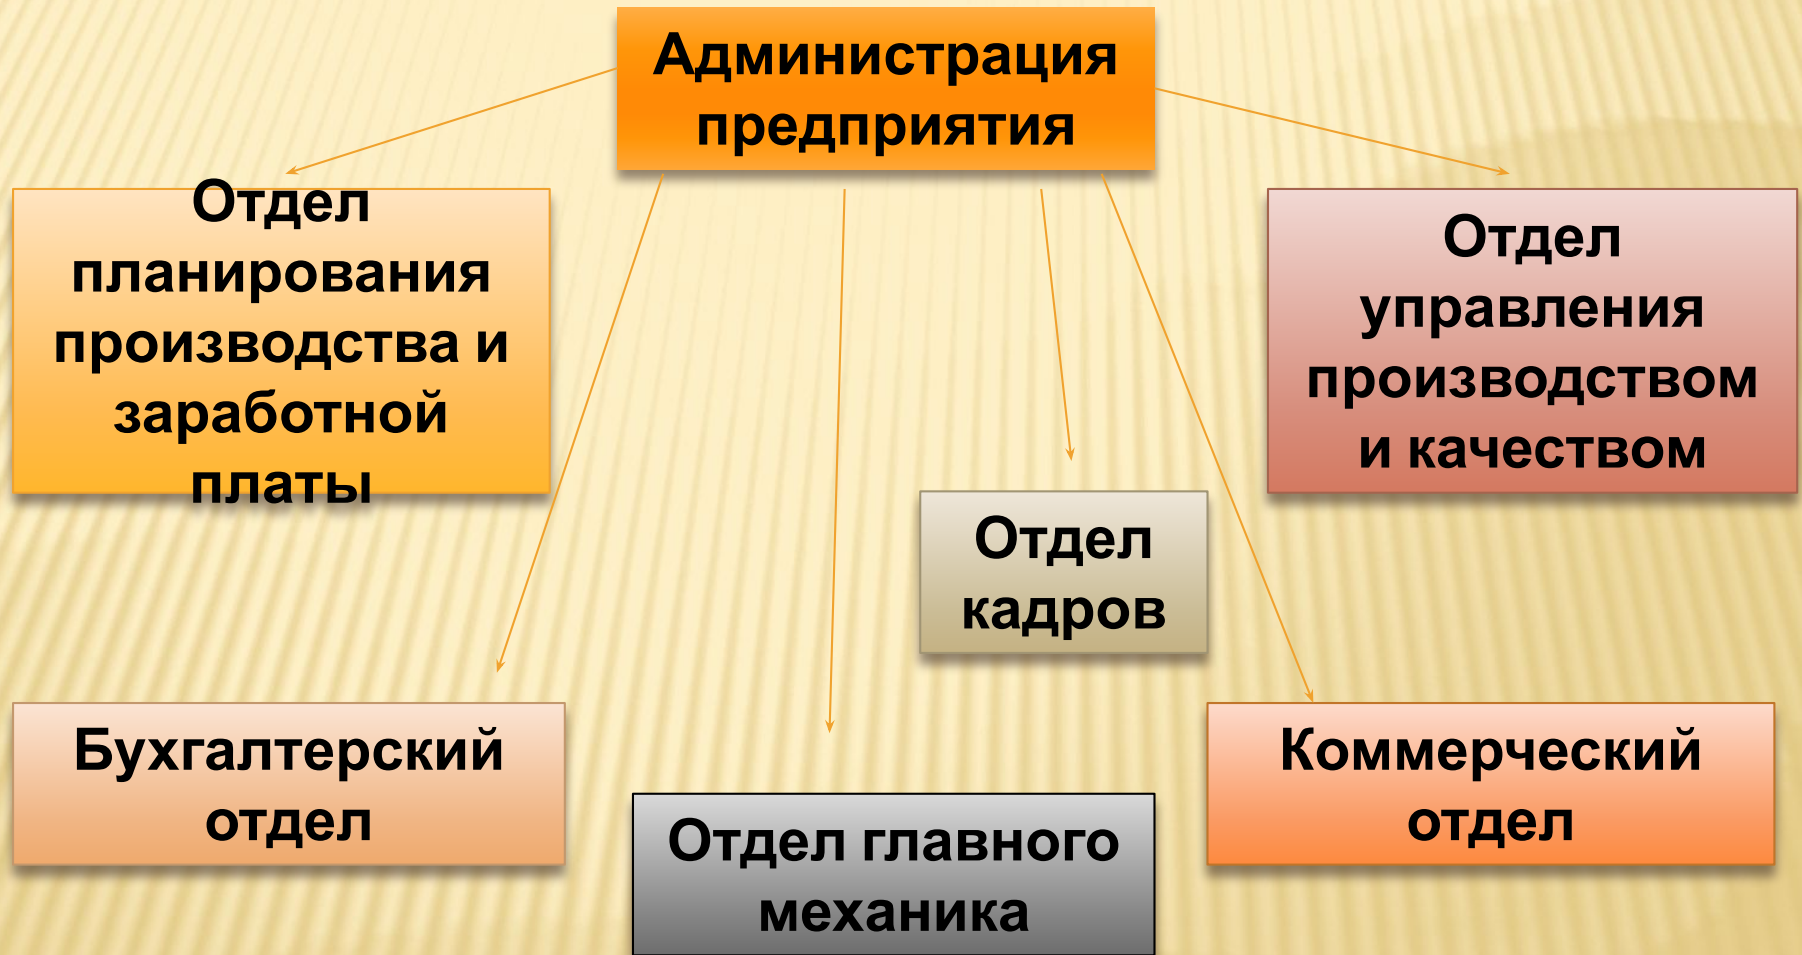 Администрация
предприятия
Отдел
планирования
производства и
заработной
платы
Отдел
управления
производством
и качеством
Отдел
кадров
Бухгалтерский
отдел
Отдел главного
механика
Коммерческий
отдел